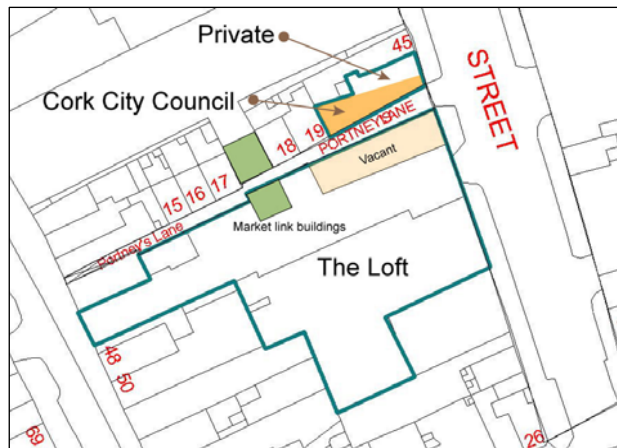 Private
45
STREET
Cork City Council
19
PORTNEY'S LANE
18
Vacant
17
16
15
Market link buildings
Portney's Lane
The Loft
48
50
69
26